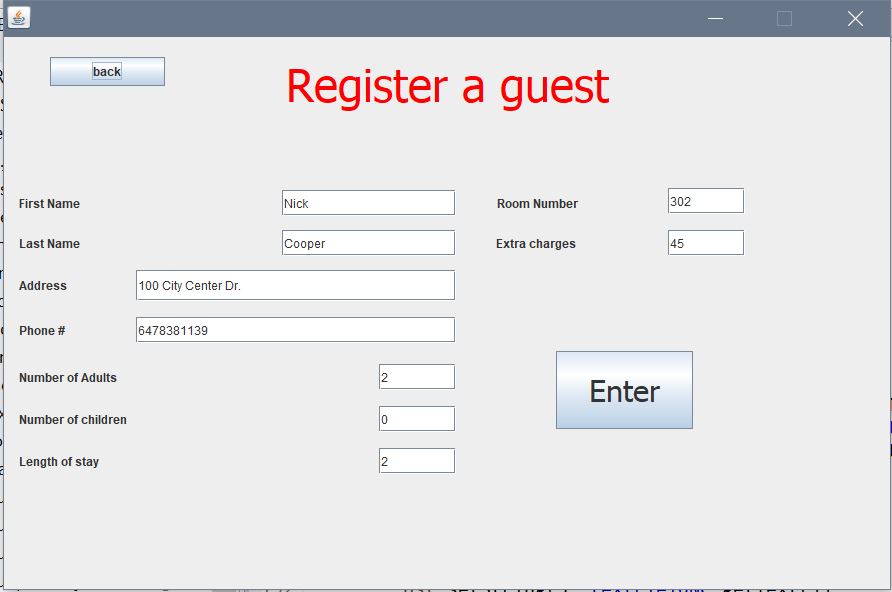 back
Register a guest
First Name Nick Room Number 302
Last Name Cooper Extra charges 45
Address 100 City Center Dr.
Phone # 6478381139
Number of Adults 2
Enter
Number of children 0
Length of stay 2